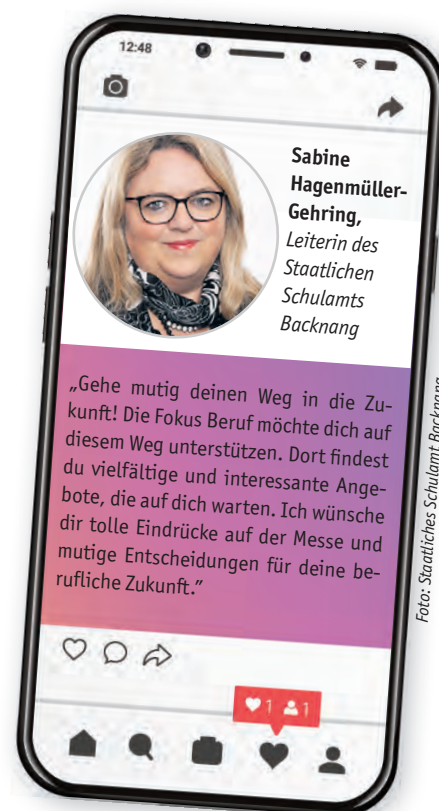 12:48
Sabine
Hagenmüller-
Gehring,
Leiterin des
Staatlichen
Schulamts
Backnang
„Gehe mutig deinen Weg in die Zu-
kunft! Die Fokus Beruf möchte dich auf
diesem Weg unterstützen. Dort findest
du vielfältige und interessante Ange-
bote, die auf dich warten. Ich wünsche
dir tolle Eindrücke auf der Messe und
mutige Entscheidungen für deine be-
rufliche Zukunft.”
1 1
Foto: Staatliches Schulamt Backnang